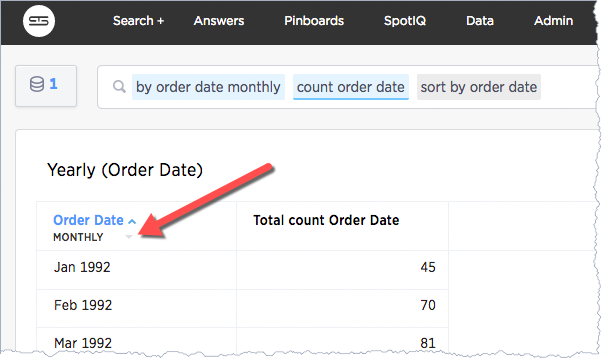 Search + Answers Pinboards SpotIQ Data Admin
1 by order date monthly count order date sort by order date
Yearly (Order Date)
Order Date Total count Order Date
MONTHLY
Jan 1992 45
Feb 1992 70
Mar 1992 81